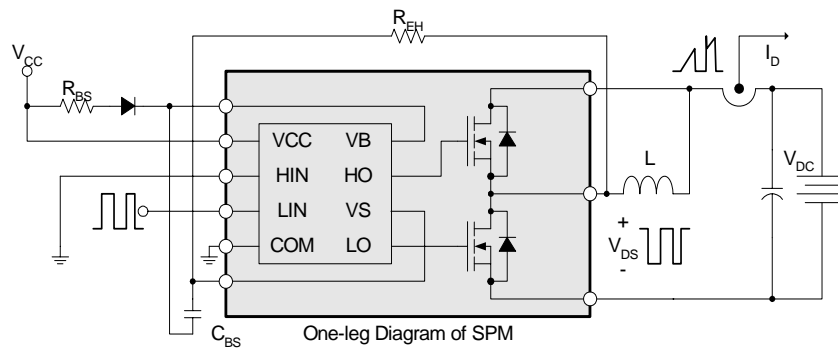 R_EH
V_CC
R_BS
I_D
VCC VB
HIN HO
LIN VS
COM LO
L
V_DC
+
V_DS
-
C_BS
One-leg Diagram of SPM